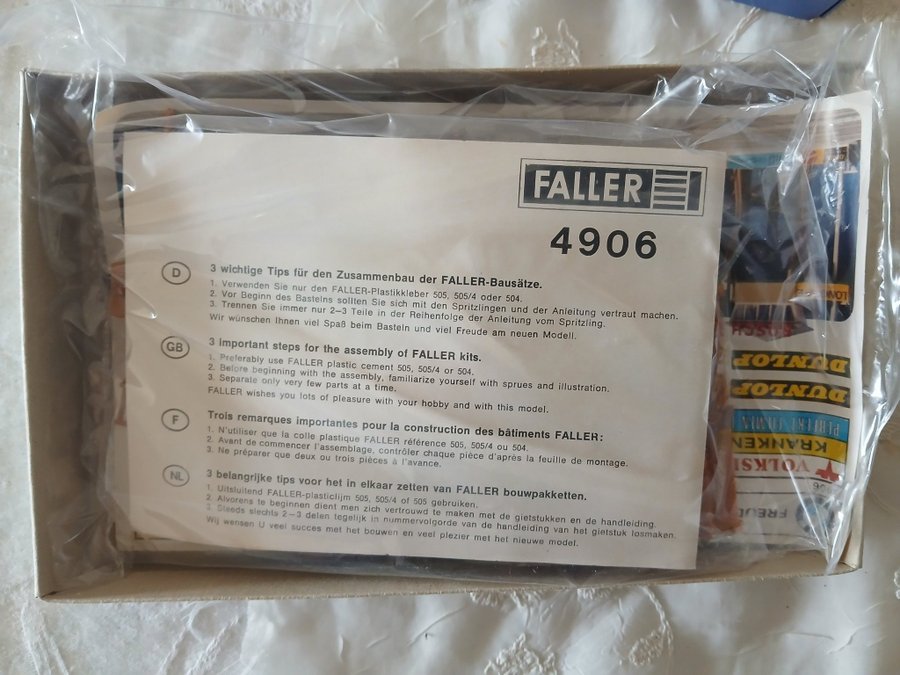 FALLER
4906
D
3 wichtige Tips für den Zusammenbau der FALLER-Bausätze.
1. Verwenden Sie nur den FALLER-Plastikkleber 505, 505/4 oder 504.
2. Vor Beginn des Bastelns sollten Sie sich mit den Spritzlingen und der Anleitung vertraut machen.
3. Trennen Sie immer nur 2–3 Teile in der Reihenfolge der Anleitung vom Spritzling.
Wir wünschen Ihnen viel Spaß beim Basteln und viel Freude am neuen Modell.
GB
3 important steps for the assembly of FALLER kits.
1. Preferably use FALLER plastic cement 505, 505/4 or 504.
2. Before beginning with the assembly, familiarize yourself with sprues and illustration.
3. Separate only very few parts at a time.
FALLER wishes you lots of pleasure with your hobby and with this model.
F
Trois remarques importantes pour la construction des bâtiments FALLER:
1. N'utiliser que la colle plastique FALLER référence 505, 505/4 ou 504.
2. Avant de commencer l'assemblage, contrôler chaque pièce d'après la feuille de montage.
3. Ne préparer que deux ou trois pièces à l'avance.
NL
3 belangrijke tips voor het in elkaar zetten van FALLER bouwpakketten.
1. Uitsluitend FALLER-plasticlijm 505, 505/4 of 505 gebruiken.
2. Alvorens te beginnen dient men zich vertrouwd te maken met de gietstukken en de handleiding.
3. Steeds slechts 2–3 delen tegelijk in nummervolgorde van de handleiding van het gietstuk losmaken.
Wij wensen U veel succes met het bouwen en veel plezier met het nieuwe model.
DUNLOP
DUNLOP
KRANKEN
VOLKS